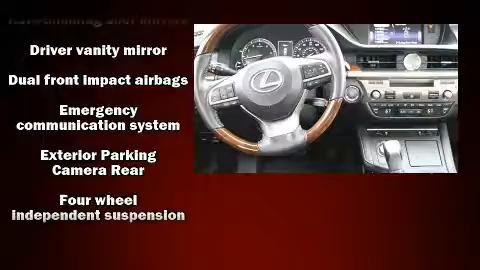 Driver vanity mirror
Dual front impact airbags
Emergency
communication system
Exterior Parking
Camera Rear
Four wheel
independent suspension